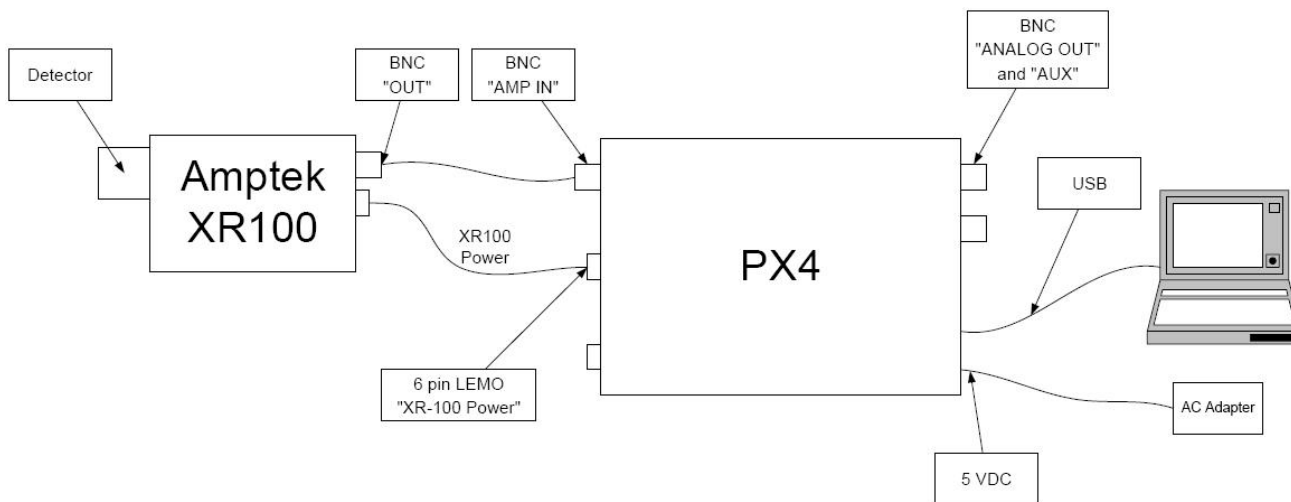 Detector
BNC
"OUT"
BNC
"AMP IN"
BNC
"ANALOG OUT"
and "AUX"
USB
Amptek
XR100
XR100
Power
PX4
6 pin LEMO
"XR-100 Power"
AC Adapter
5 VDC